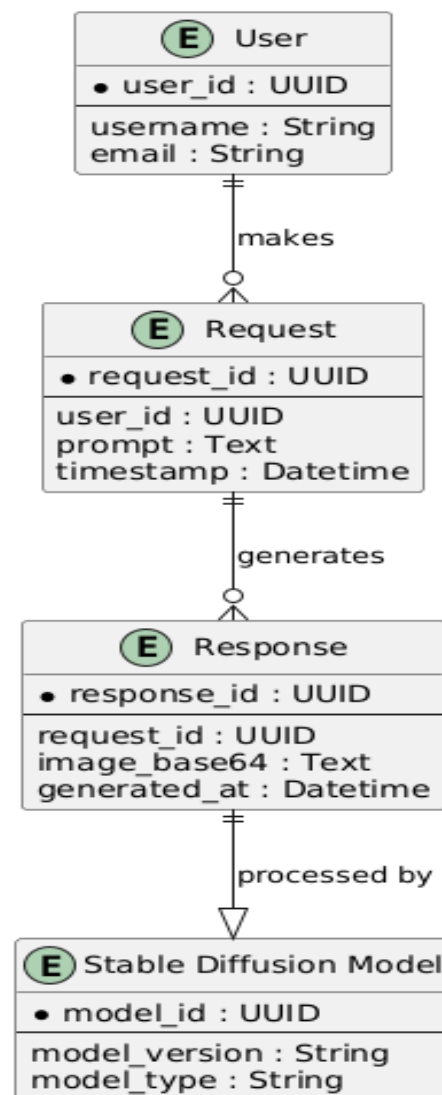 E User
• user_id : UUID
username : String
email : String
makes
E Request
• request_id : UUID
user_id : UUID
prompt : Text
timestamp : Datetime
generates
E Response
• response_id : UUID
request_id : UUID
image_base64 : Text
generated_at : Datetime
processed by
E Stable Diffusion Model
• model_id : UUID
model_version : String
model_type : String